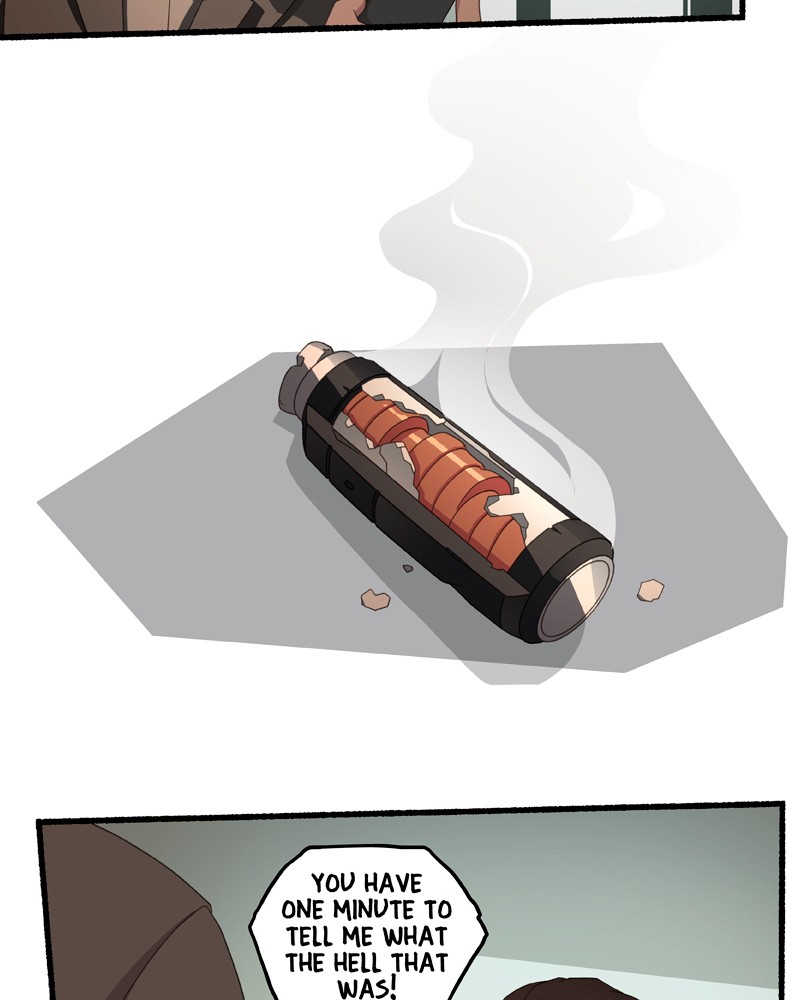 YOU HAVE
ONE MINUTE TO
TELL ME WHAT
THE HELL THAT
WAS!